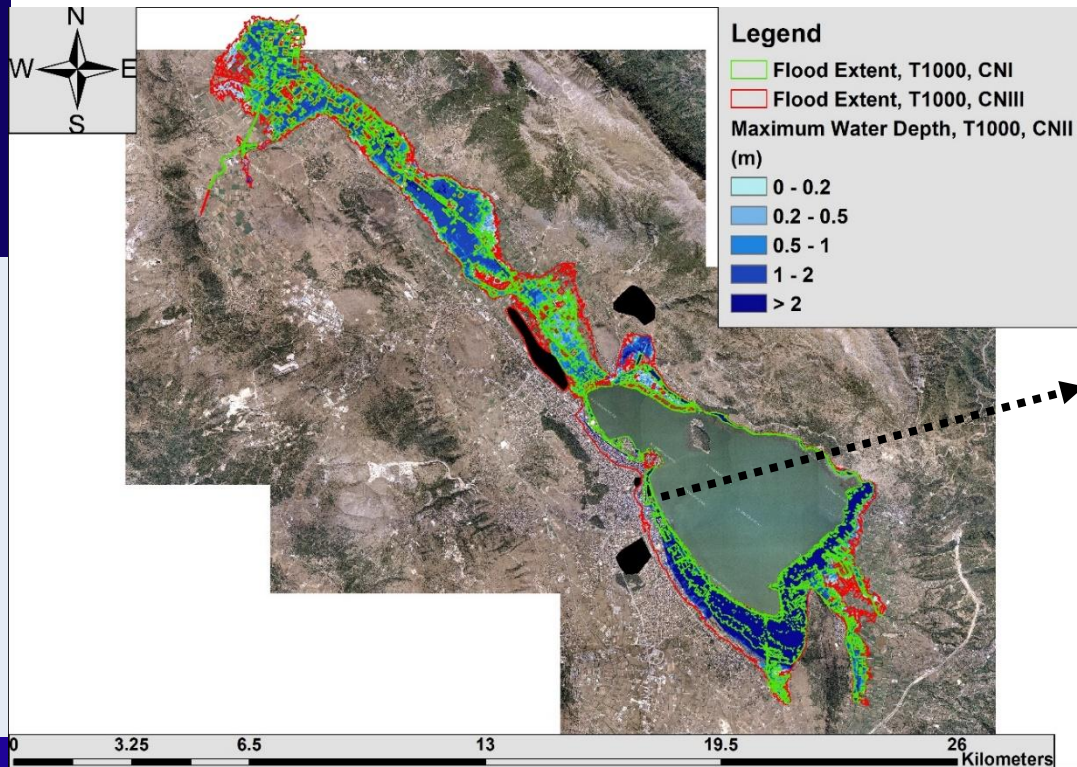 N
W E
S
Legend
Flood Extent, T1000, CNI
Flood Extent, T1000, CNIII
Maximum Water Depth, T1000, CNII
(m)
0 - 0.2
0.2 - 0.5
0.5 - 1
1 - 2
> 2
0 3.25 6.5 13 19.5 26
Kilometers